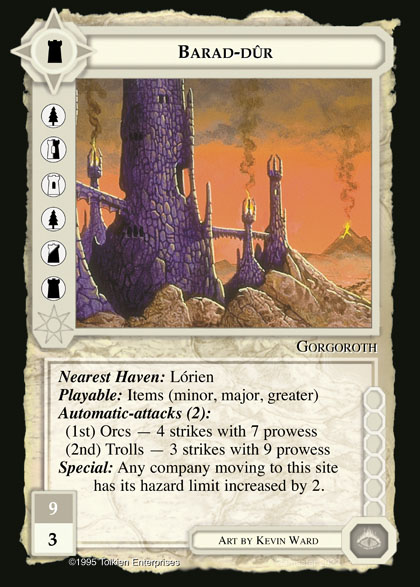 BARAD-DÛR
GORGOROTH
Nearest Haven: Lórien
Playable: Items (minor, major, greater)
Automatic-attacks (2):
(1st) Orcs — 4 strikes with 7 prowess
(2nd) Trolls — 3 strikes with 9 prowess
Special: Any company moving to this site
has its hazard limit increased by 2.
9
3
ART BY KEVIN WARD
©1995 Tolkien Enterprises